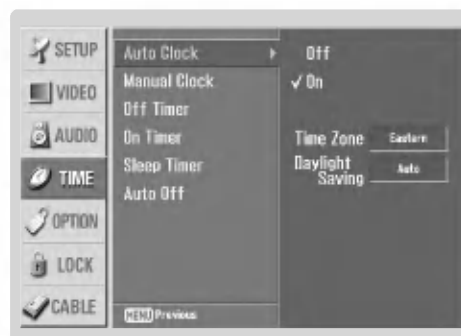 SETUP
VIDEO
AUDIO
TIME
OPTION
LOCK
CABLE
Auto Clock
Manual Clock
Off Timer
On Timer
Sleep Timer
Auto Off
MENU Previous
Off
✓ On
Time Zone Eastern
Daylight
Saving Auto